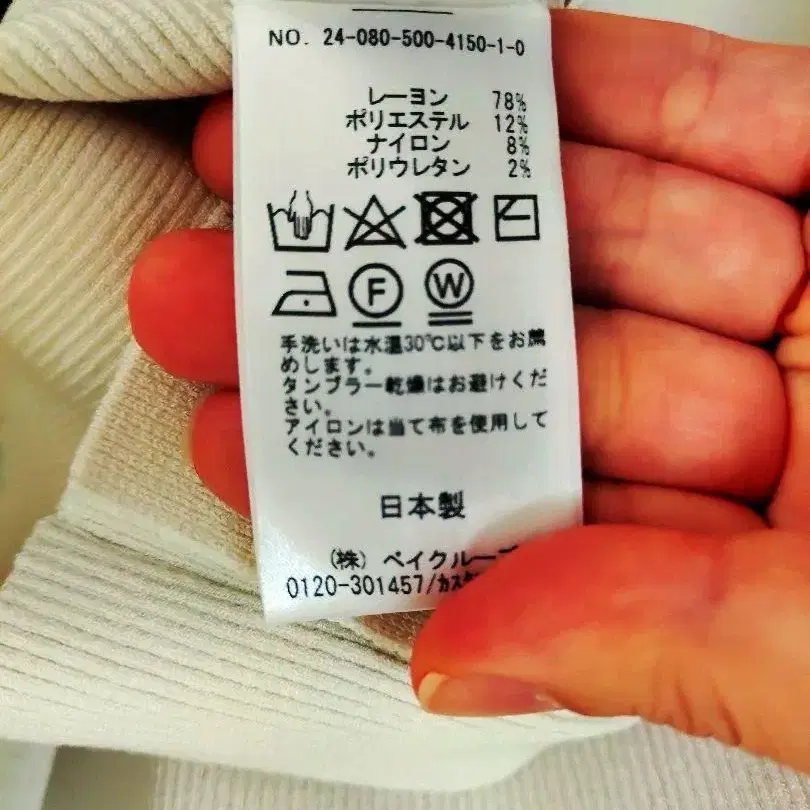 NO. 24-080-500-4150-1-0
レーヨン 78%
ポリエステル 12%
ナイロン 8%
ポリウレタン 2%
F W
手洗いは水温30℃以下をお薦
めします。
タンブラー乾燥はお避けくだ
さい。
アイロンは当て布を使用して
ください。
日本製
(株) ベイクルーズ
0120-301457/カスタ